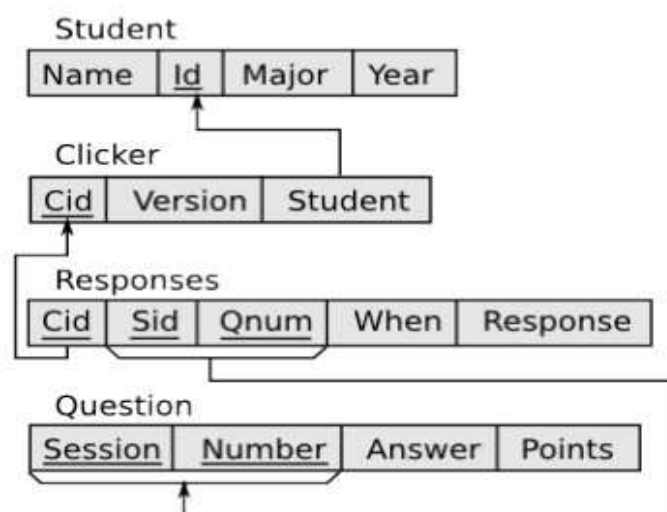 Student
Name Id Major Year
Clicker
Cid Version Student
Responses
Cid Sid Qnum When Response
Question
Session Number Answer Points